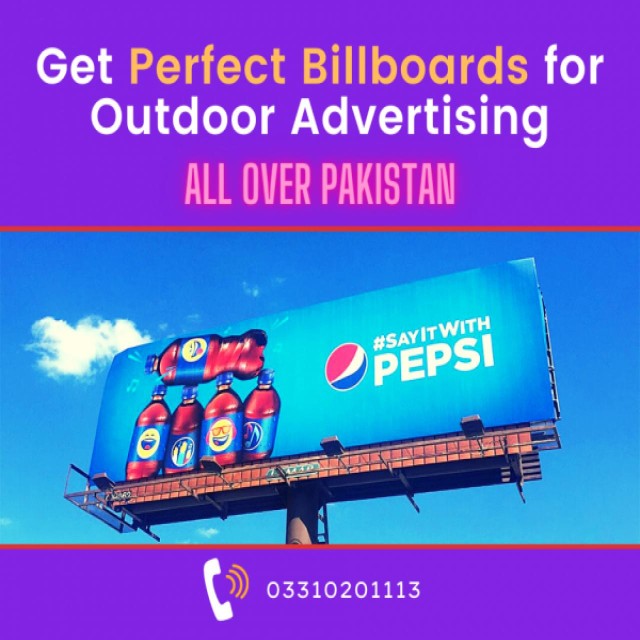 Get Perfect Billboards for
Outdoor Advertising
ALL OVER PAKISTAN
#SAYITWITH
PEPSI
03310201113